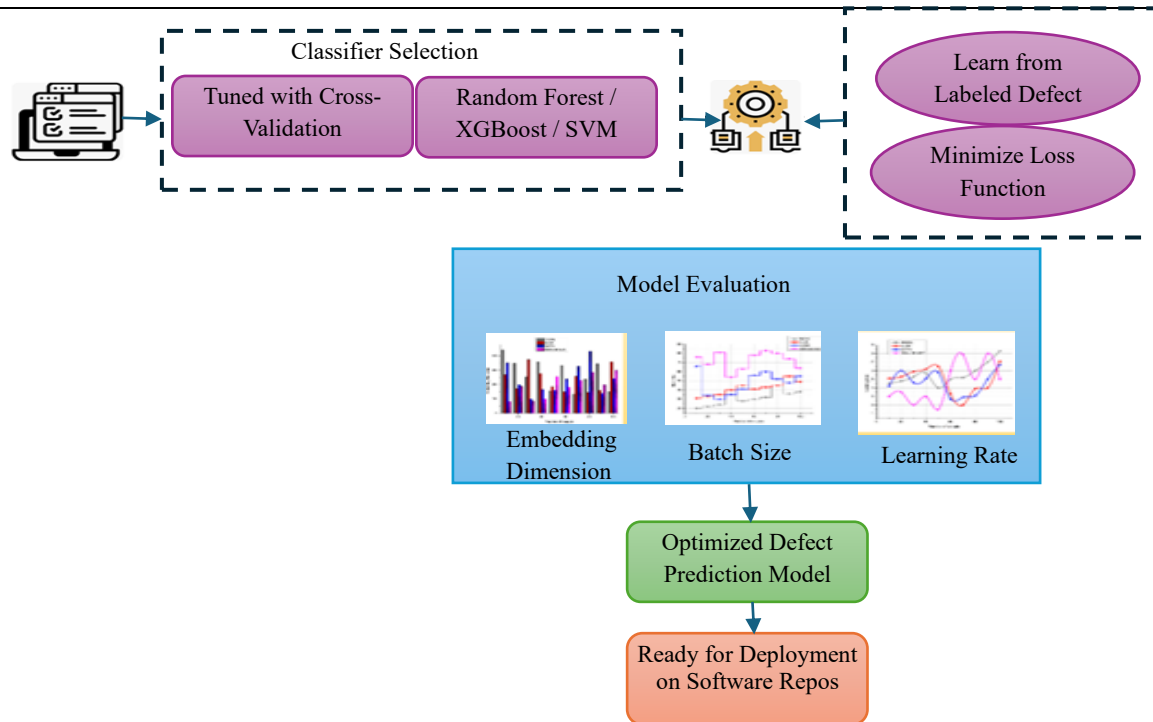 Classifier Selection
Tuned with Cross-
Validation
Random Forest /
XGBoost / SVM
Learn from
Labeled Defect
Minimize Loss
Function
Model Evaluation
Embedding
Dimension
Batch Size
Learning Rate
Optimized Defect
Prediction Model
Ready for Deployment
on Software Repos